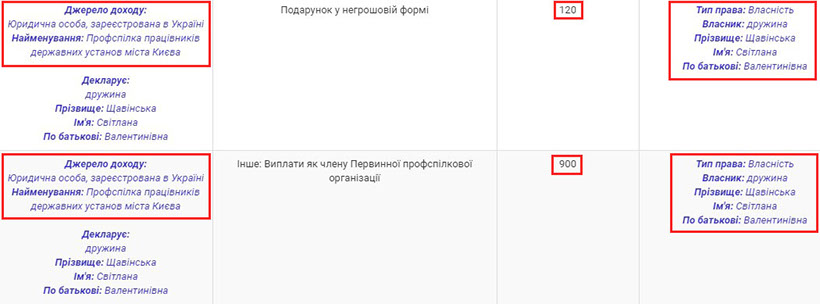 Джерело доходу:
Юридична особа, зареєстрована в Україні
Найменування: Профспілка працівників
державних установ міста Києва
Декларує:
дружина
Прізвище: Щавінська
Ім'я: Світлана
По батькові: Валентинівна
Подарунок у негрошовій формі
120
Тип права: Власність
Власник: дружина
Прізвище: Щавінська
Ім'я: Світлана
По батькові: Валентинівна
Джерело доходу:
Юридична особа, зареєстрована в Україні
Найменування: Профспілка працівників
державних установ міста Києва
Декларує:
дружина
Прізвище: Щавінська
Ім'я: Світлана
По батькові: Валентинівна
Інше: Виплати як члену Первинної профспілкової
організації
900
Тип права: Власність
Власник: дружина
Прізвище: Щавінська
Ім'я: Світлана
По батькові: Валентинівна